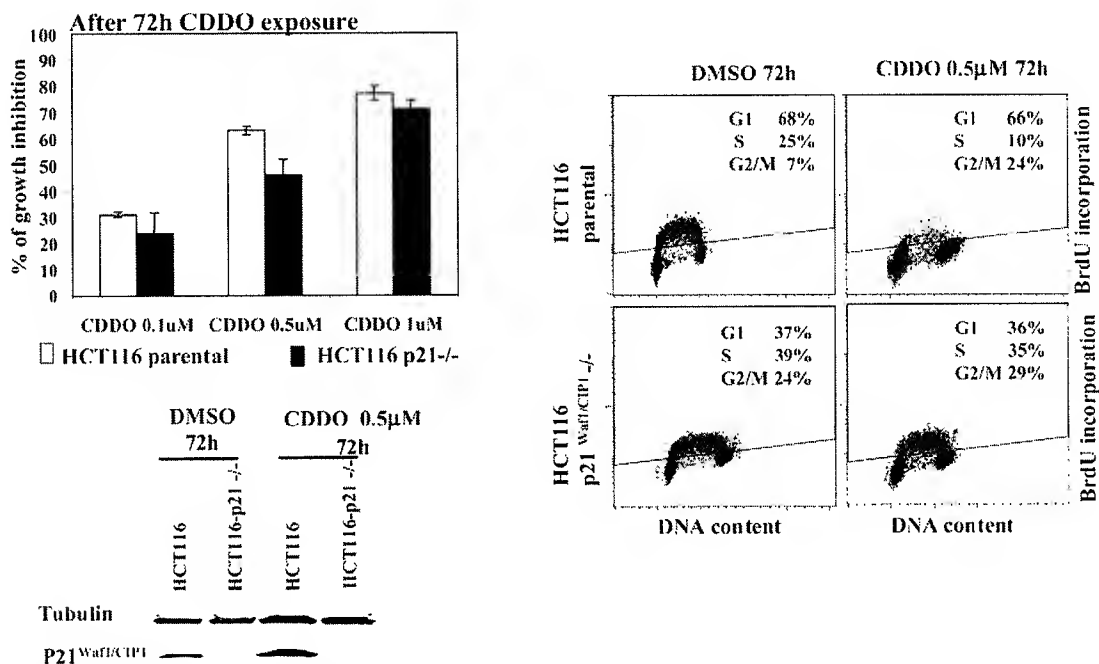 After 72h CDDO exposure
% of growth inhibition
100
90
80
70
60
50
40
30
20
10
0
CDDO 0.1uM CDDO 0.5uM CDDO 1uM
HCT116 parental HCT116 p21-/-
DMSO 72h
CDDO 0.5µM 72h
HCT116
HCT116-p21 -/-
HCT116
HCT116-p21 -/-
Tubulin
P21 Waf1/CIP1
DMSO 72h CDDO 0.5µM 72h
HCT116 parental
G1 68%
S 25%
G2/M 7%
G1 66%
S 10%
G2/M 24%
BrdU incorporation
HCT116 p21 Waf1/CIP1 -/-
G1 37%
S 39%
G2/M 24%
G1 36%
S 35%
G2/M 29%
BrdU incorporation
DNA content DNA content